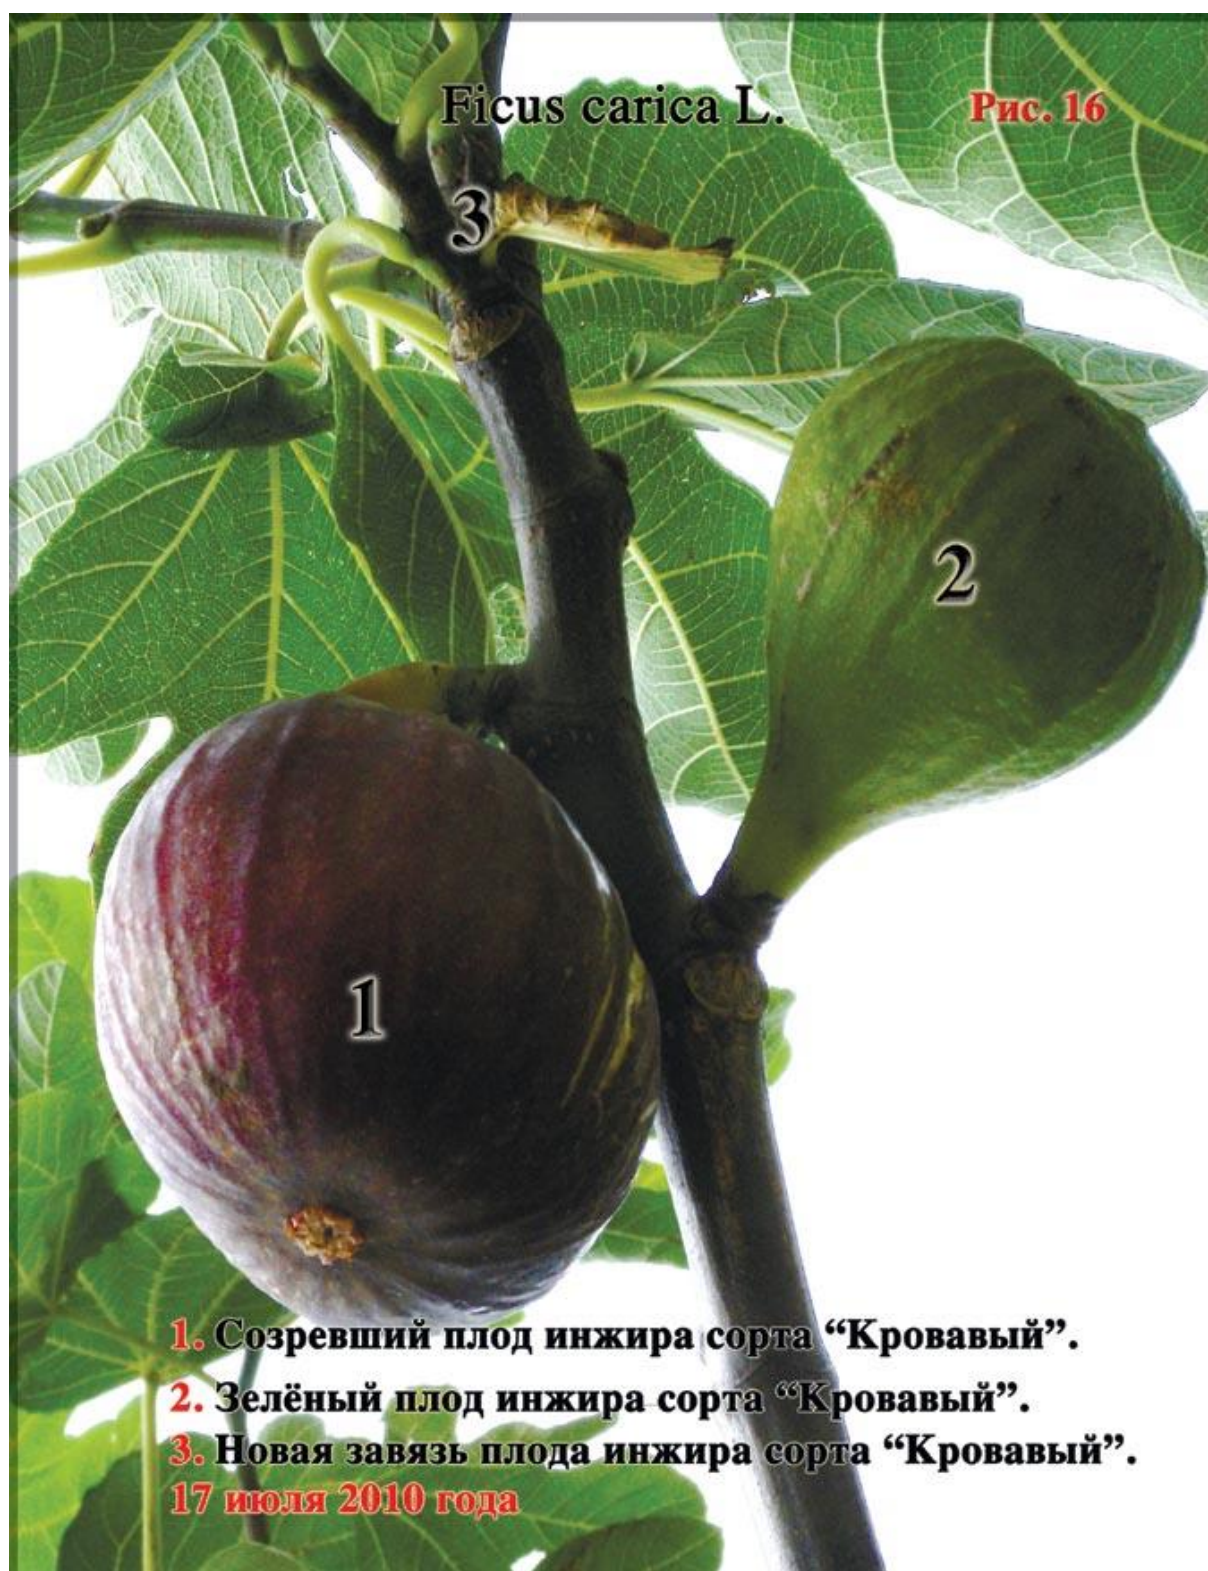 Ficus carica L.
Рис. 16
3
2
1
1. Созревший плод инжира сорта “Кровавый”.
2. Зелёный плод инжира сорта “Кровавый”.
3. Новая завязь плода инжира сорта “Кровавый”.
17 июля 2010 года